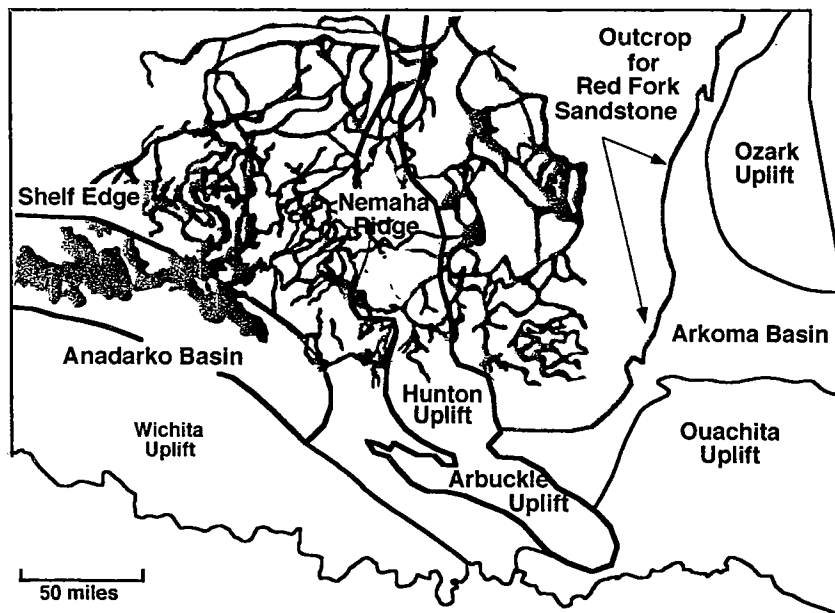 Outcrop
for
Red Fork
Sandstone
Ozark
Uplift
Shelf Edge
Nemaha
Ridge
Anadarko Basin
Arkoma Basin
Hunton
Uplift
Wichita
Uplift
Ouachita
Uplift
Arbuckle
Uplift
50 miles